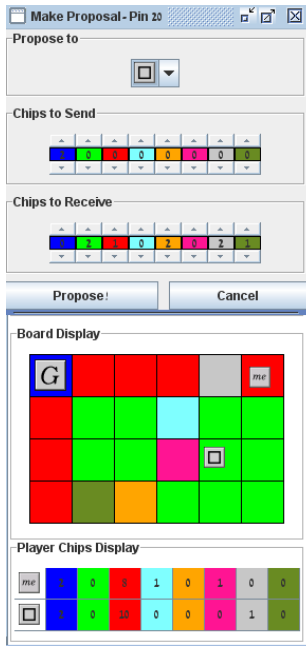 Make Proposal - Pin 20
Propose to
Chips to Send
0 0 0 0 0 0 0
Chips to Receive
0 2 1 0 2 0 2 1
Propose!
Cancel
Board Display
G
me
Player Chips Display
me 0 8 1 0 1 0 0
0 10 0 0 0 1 0